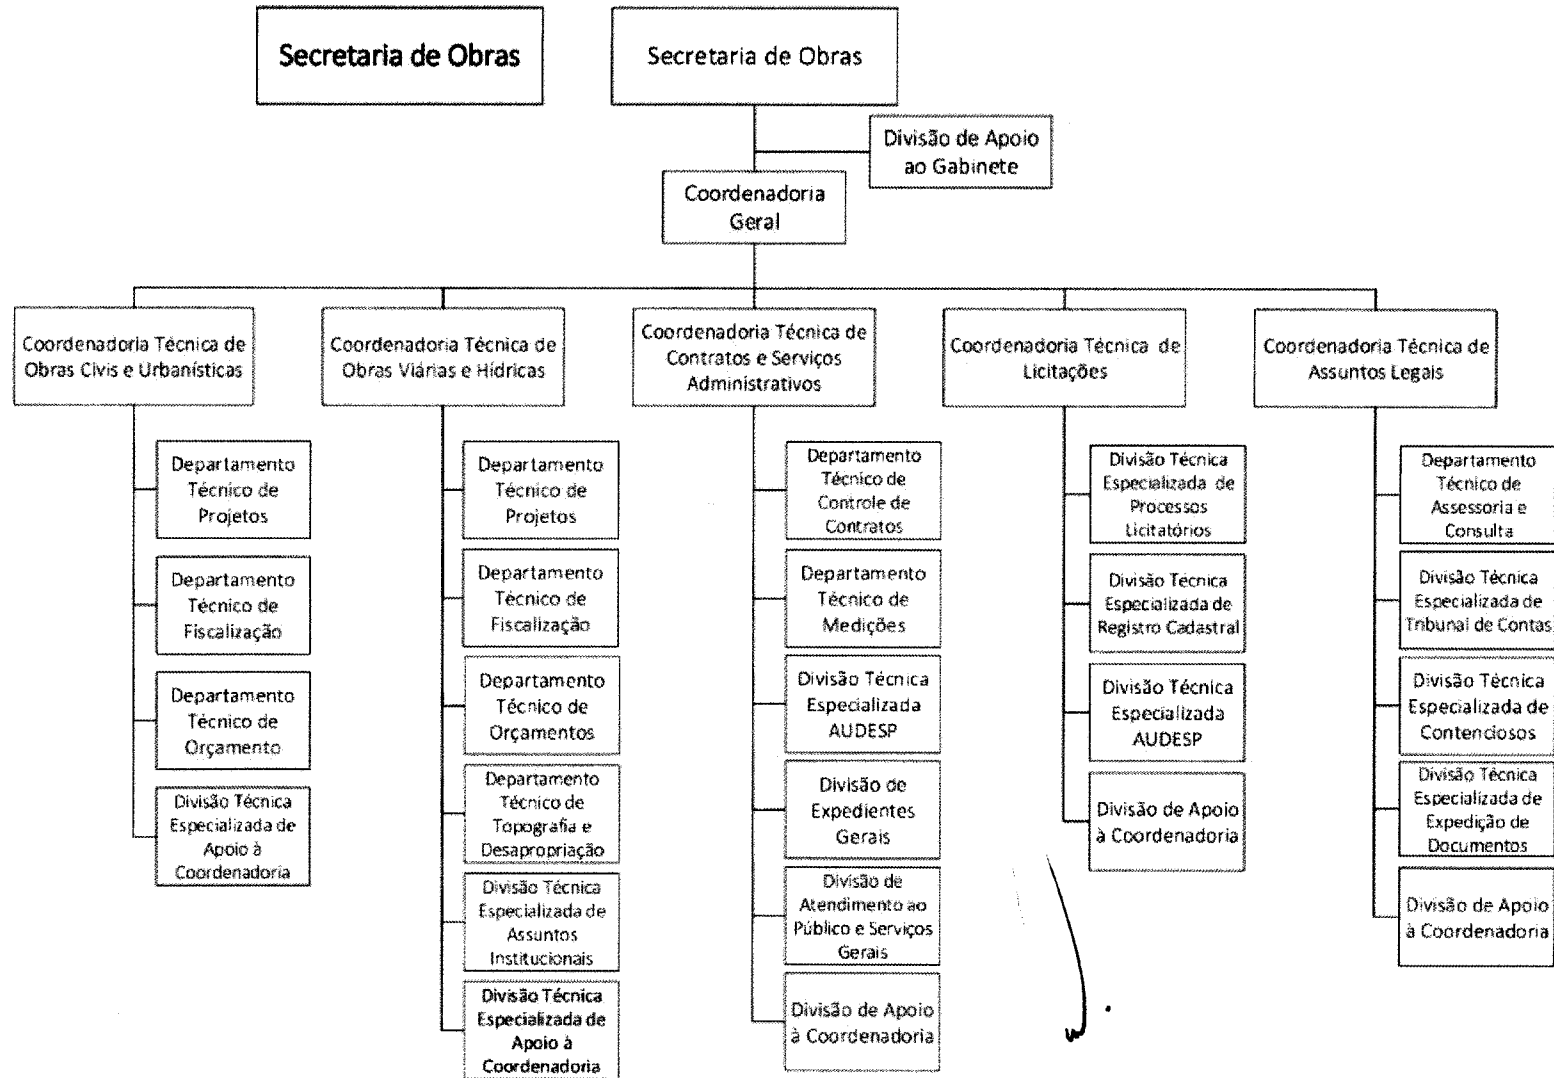 Secretaria de Obras
Secretaria de Obras
Divisão de Apoio
ao Gabinete
Coordenadoria
Geral
Coordenadoria Técnica de
Obras Civis e Urbanísticas
Coordenadoria Técnica de
Obras Viárias e Hídricas
Coordenadoria Técnica de
Contratos e Serviços
Administrativos
Coordenadoria Técnica de
Licitações
Coordenadoria Técnica de
Assuntos Legais
Departamento
Técnico de
Projetos
Departamento
Técnico de
Fiscalização
Departamento
Técnico de
Orçamento
Divisão Técnica
Especializada de
Apoio à
Coordenadoria
Departamento
Técnico de
Projetos
Departamento
Técnico de
Fiscalização
Departamento
Técnico de
Orçamentos
Departamento
Técnico de
Topografia e
Desapropriação
Divisão Técnica
Especializada de
Assuntos
Institucionais
Divisão Técnica
Especializada de
Apoio à
Coordenadoria
Departamento
Técnico de
Controle de
Contratos
Departamento
Técnico de
Medições
Divisão Técnica
Especializada
AUDESP
Divisão de
Expedientes
Gerais
Divisão de
Atendimento ao
Público e Serviços
Gerais
Divisão de Apoio
à Coordenadoria
Divisão Técnica
Especializada de
Processos
Licitatórios
Divisão Técnica
Especializada de
Registro Cadastral
Divisão Técnica
Especializada
AUDESP
Divisão de Apoio
à Coordenadoria
Departamento
Técnico de
Assessoria e
Consulta
Divisão Técnica
Especializada de
Tribunal de Contas
Divisão Técnica
Especializada de
Contenciosos
Divisão Técnica
Especializada de
Expedição de
Documentos
Divisão de Apoio
à Coordenadoria